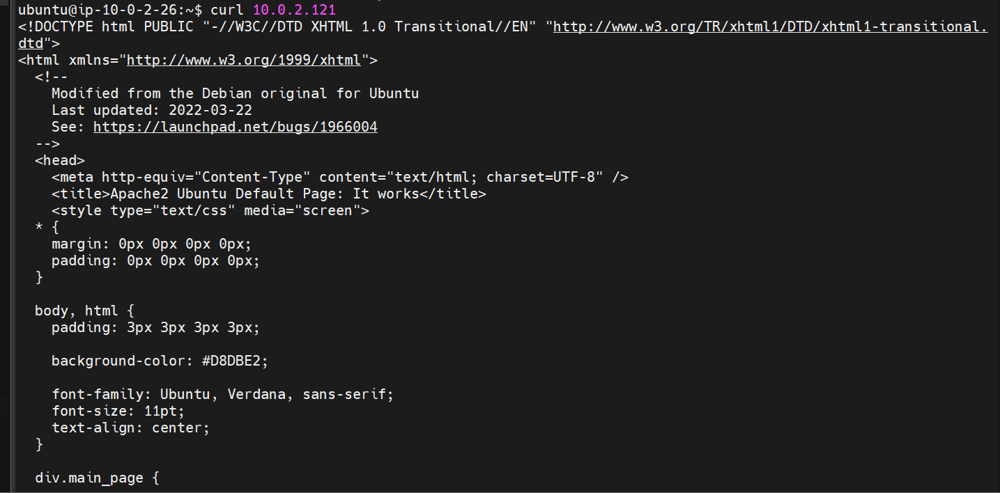 ubuntu@ip-10-0-2-26:~$ curl 10.0.2.121
<!DOCTYPE html PUBLIC "-//W3C//DTD XHTML 1.0 Transitional//EN" "http://www.w3.org/TR/xhtml1/DTD/xhtml1-transitional.
dtd">
<html xmlns="http://www.w3.org/1999/xhtml">
  <!--
    Modified from the Debian original for Ubuntu
    Last updated: 2022-03-22
    See: https://launchpad.net/bugs/1966004
  -->
  <head>
    <meta http-equiv="Content-Type" content="text/html; charset=UTF-8" />
    <title>Apache2 Ubuntu Default Page: It works</title>
    <style type="text/css" media="screen">
  * {
    margin: 0px 0px 0px 0px;
    padding: 0px 0px 0px 0px;
  }

  body, html {
    padding: 3px 3px 3px 3px;

    background-color: #D8DBE2;

    font-family: Ubuntu, Verdana, sans-serif;
    font-size: 11pt;
    text-align: center;
  }

  div.main_page {